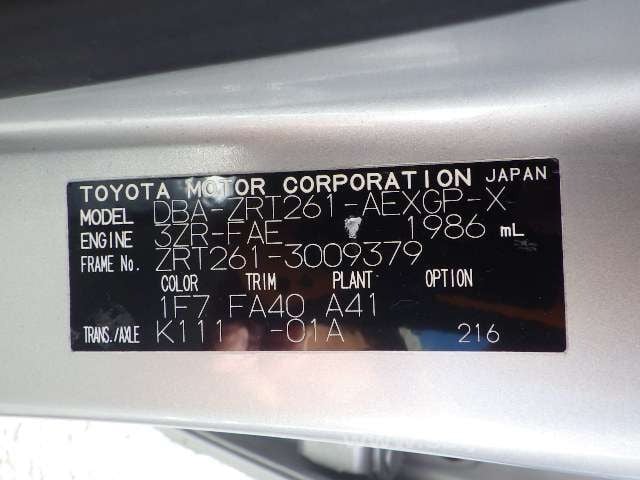 TOYOTA MOTOR CORPORATION JAPAN
MODEL DBA-ZRT261-AEXGP-X
ENGINE 3ZR-FAE 1986 mL
FRAME No. ZRT261-3009379
COLOR TRIM PLANT OPTION
1F7 FA40 A41
TRANS./AXLE K111 -01A 216